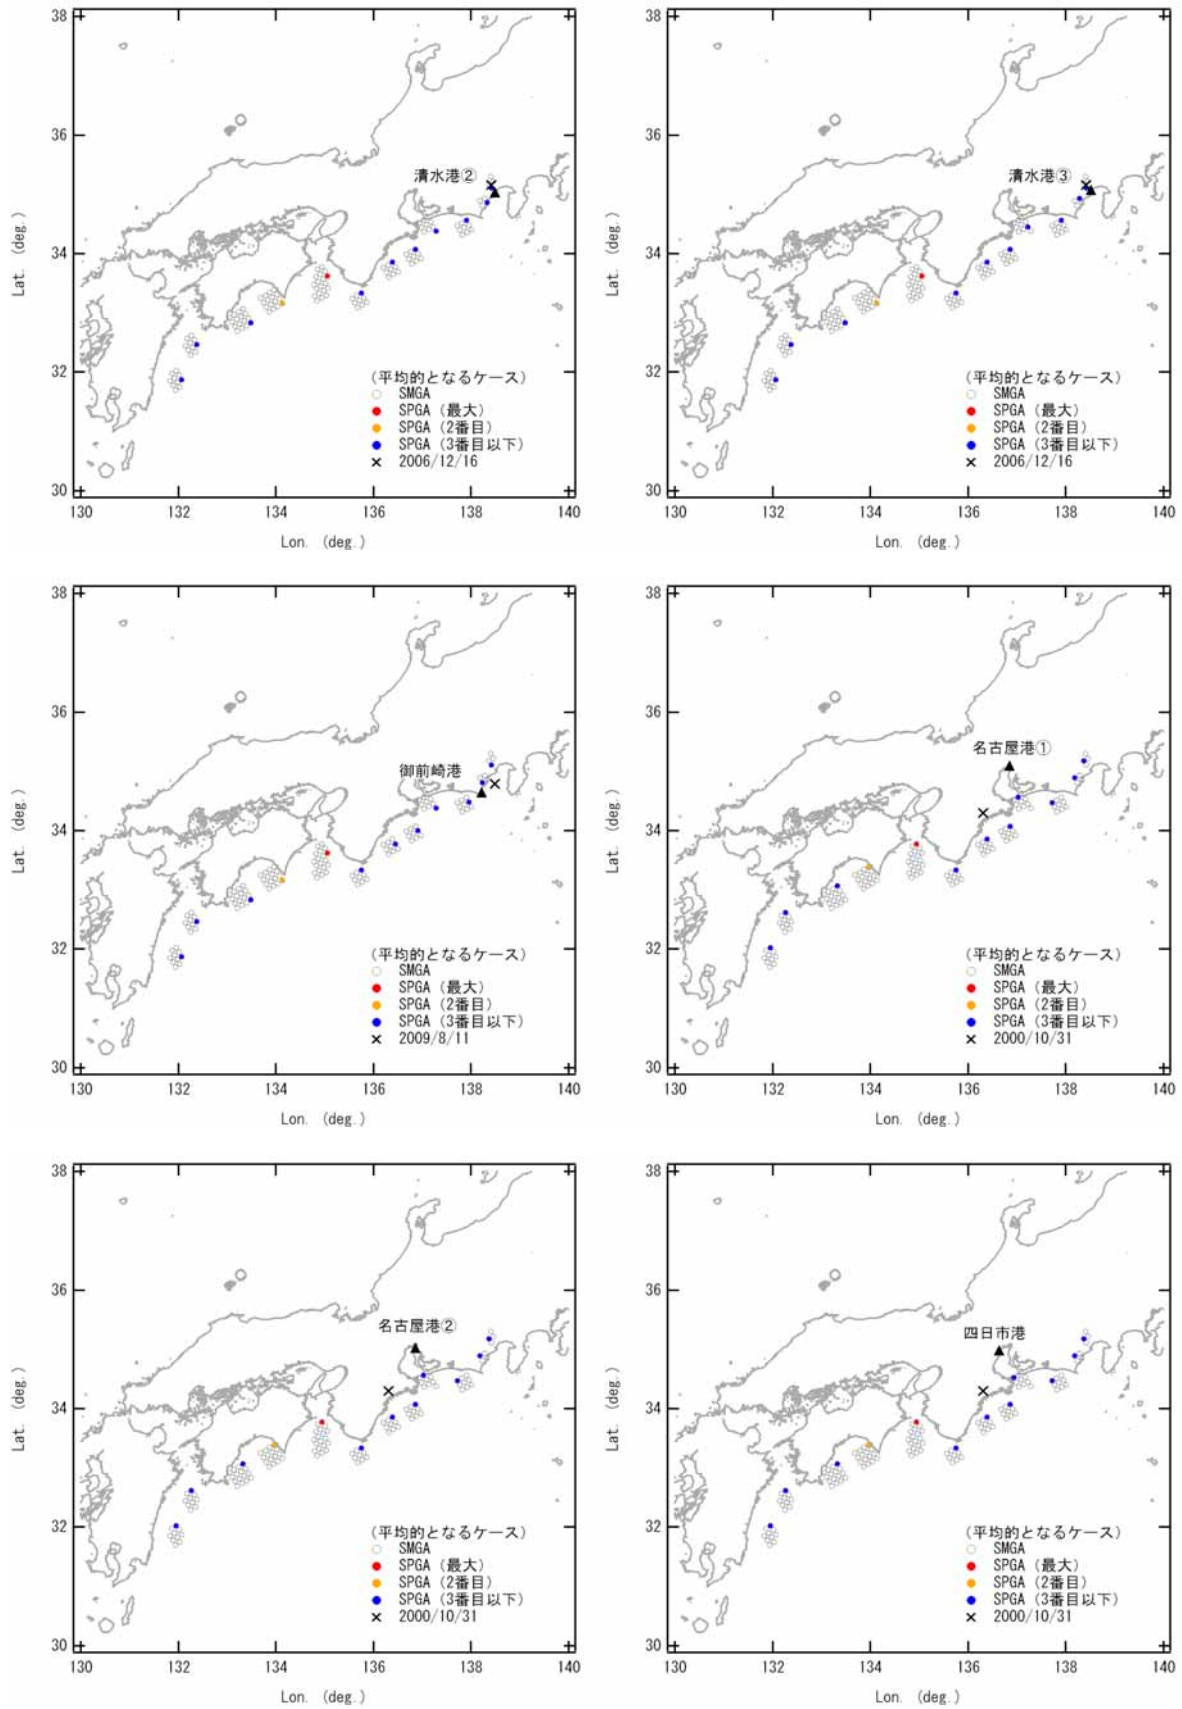 38
36
34
32
30
130 132 134 136 138 140
Lat. (deg.)
Lon. (deg.)
清水港②
(平均的となるケース)
SMGA
SPGA (最大)
SPGA (2番目)
SPGA (3番目以下)
2006/12/16
38
36
34
32
30
130 132 134 136 138 140
Lat. (deg.)
Lon. (deg.)
清水港③
(平均的となるケース)
SMGA
SPGA (最大)
SPGA (2番目)
SPGA (3番目以下)
2006/12/16
38
36
34
32
30
130 132 134 136 138 140
Lat. (deg.)
Lon. (deg.)
御前崎港
(平均的となるケース)
SMGA
SPGA (最大)
SPGA (2番目)
SPGA (3番目以下)
2009/8/11
38
36
34
32
30
130 132 134 136 138 140
Lat. (deg.)
Lon. (deg.)
名古屋港①
(平均的となるケース)
SMGA
SPGA (最大)
SPGA (2番目)
SPGA (3番目以下)
2000/10/31
38
36
34
32
30
130 132 134 136 138 140
Lat. (deg.)
Lon. (deg.)
名古屋港②
(平均的となるケース)
SMGA
SPGA (最大)
SPGA (2番目)
SPGA (3番目以下)
2000/10/31
38
36
34
32
30
130 132 134 136 138 140
Lat. (deg.)
Lon. (deg.)
四日市港
(平均的となるケース)
SMGA
SPGA (最大)
SPGA (2番目)
SPGA (3番目以下)
2000/10/31